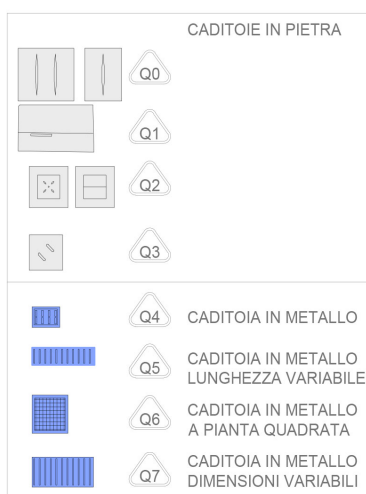 CADITOIE IN PIETRA
Q0
Q1
Q2
Q3
Q4 CADITOIA IN METALLO
Q5 CADITOIA IN METALLO
LUNGHEZZA VARIABILE
Q6 CADITOIA IN METALLO
A PIANTA QUADRATA
Q7 CADITOIA IN METALLO
DIMENSIONI VARIABILI